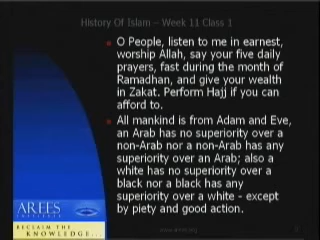 History Of Islam – Week 11 Class 1
O People, listen to me in earnest,
worship Allah, say your five daily
prayers, fast during the month of
Ramadhan, and give your wealth
in Zakat. Perform Hajj if you can
afford to.
All mankind is from Adam and Eve,
an Arab has no superiority over a
non-Arab nor a non-Arab has any
superiority over an Arab; also a
white has no superiority over a
black nor a black has any
superiority over a white - except
by piety and good action.
AREES
INSTITUTE
RECLAIM THE
KNOWLEDGE...
www.arees.org